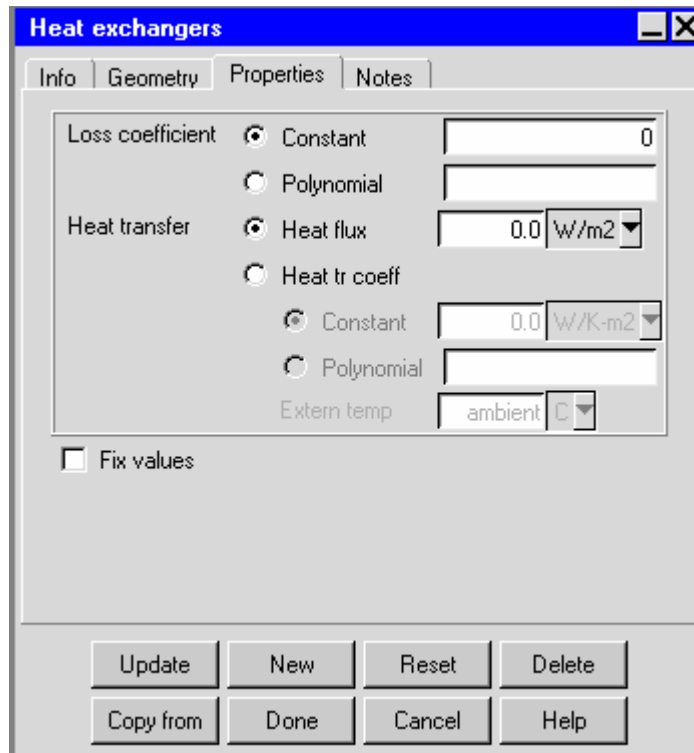 Heat exchangers
Info Geometry Properties Notes
Loss coefficient Constant 0
Polynomial
Heat transfer Heat flux 0.0 W/m2
Heat tr coeff
Constant 0.0 W/K-m2
Polynomial
Extern temp ambient C
Fix values
Update New Reset Delete
Copy from Done Cancel Help